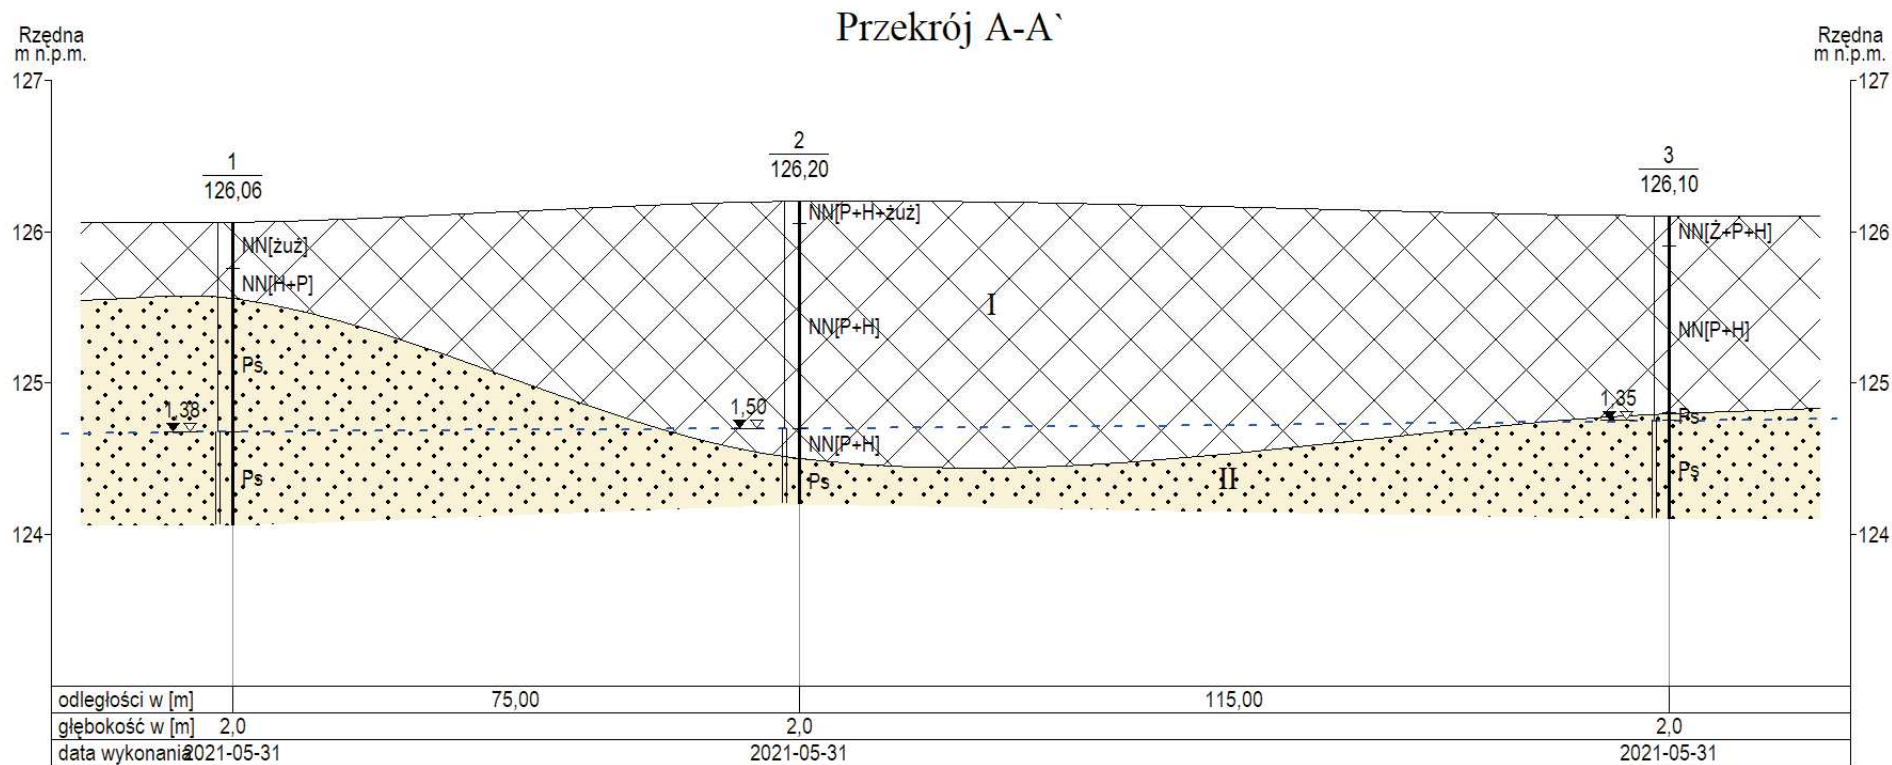 Przekrój A-A`
Rzędna
m n.p.m.
Rzędna
m n.p.m.
127
127
1
126,06
2
126,20
3
126,10
126
126
NN[żuż]
NN[H+P]
Ps
1,38
Ps
NN[P+H+żuż]
NN[P+H]
1,50
NN[P+H]
Ps
I
II
NN[Ż+P+H]
NN[P+H]
1,35
Ps
Ps
125
125
124
124
odległości w [m] 75,00 115,00
głębokość w [m] 2,0 2,0 2,0
data wykonania 2021-05-31 2021-05-31 2021-05-31